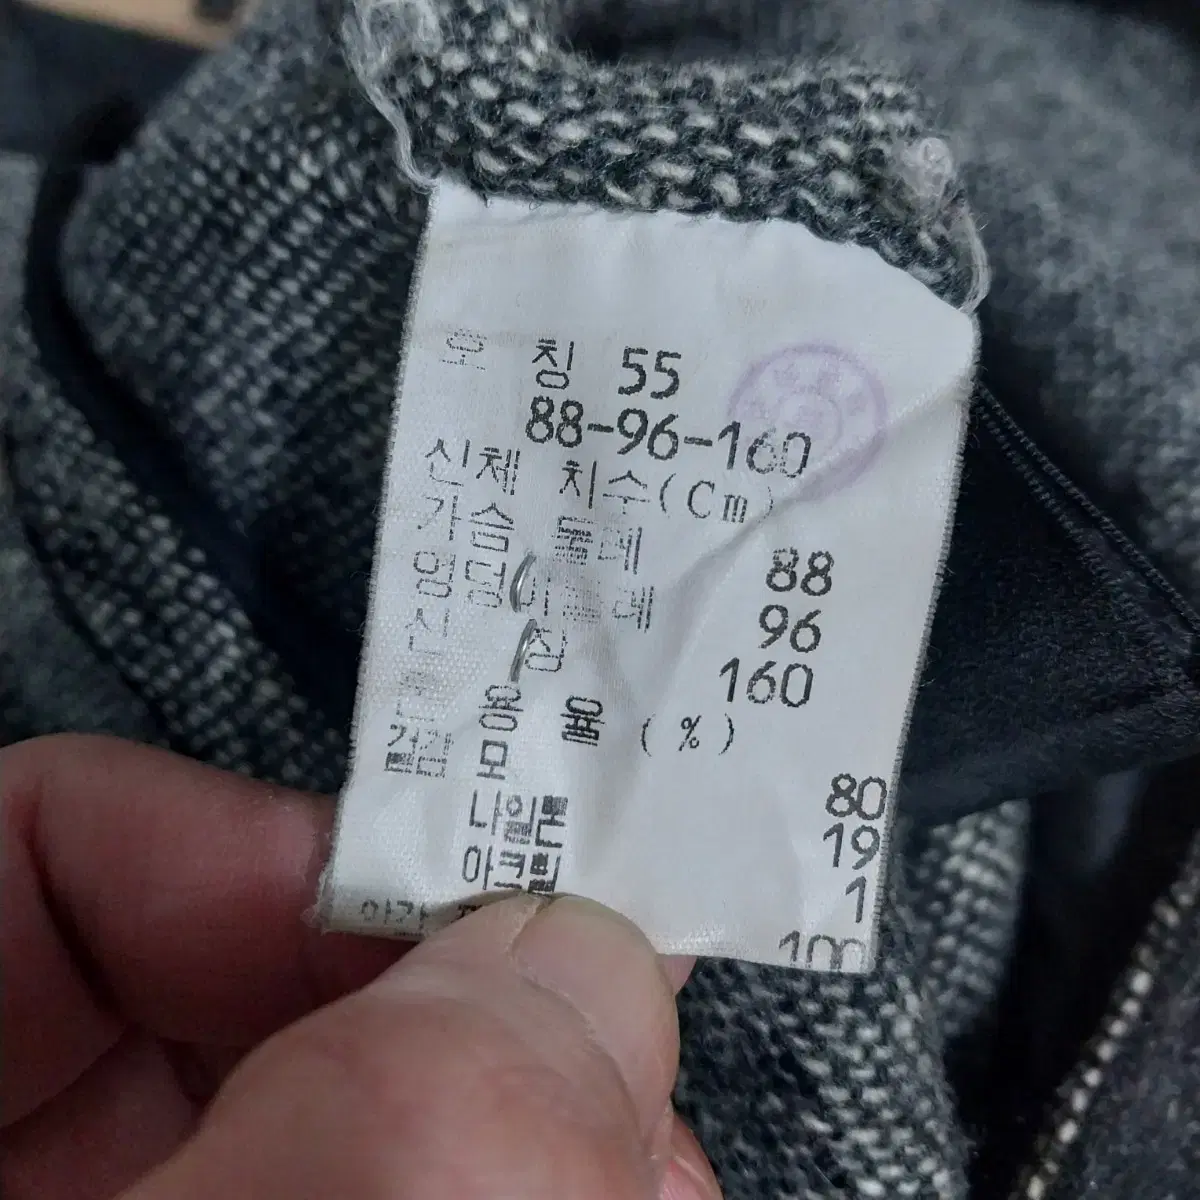 호 칭 55
88-96-160
신체 치수(Cm)
가슴 둘레 88
엉덩이둘레 96
신 장 160
혼 용 율 (%)
겉감 모 80
나일론 19
아크릴 1
안감 100